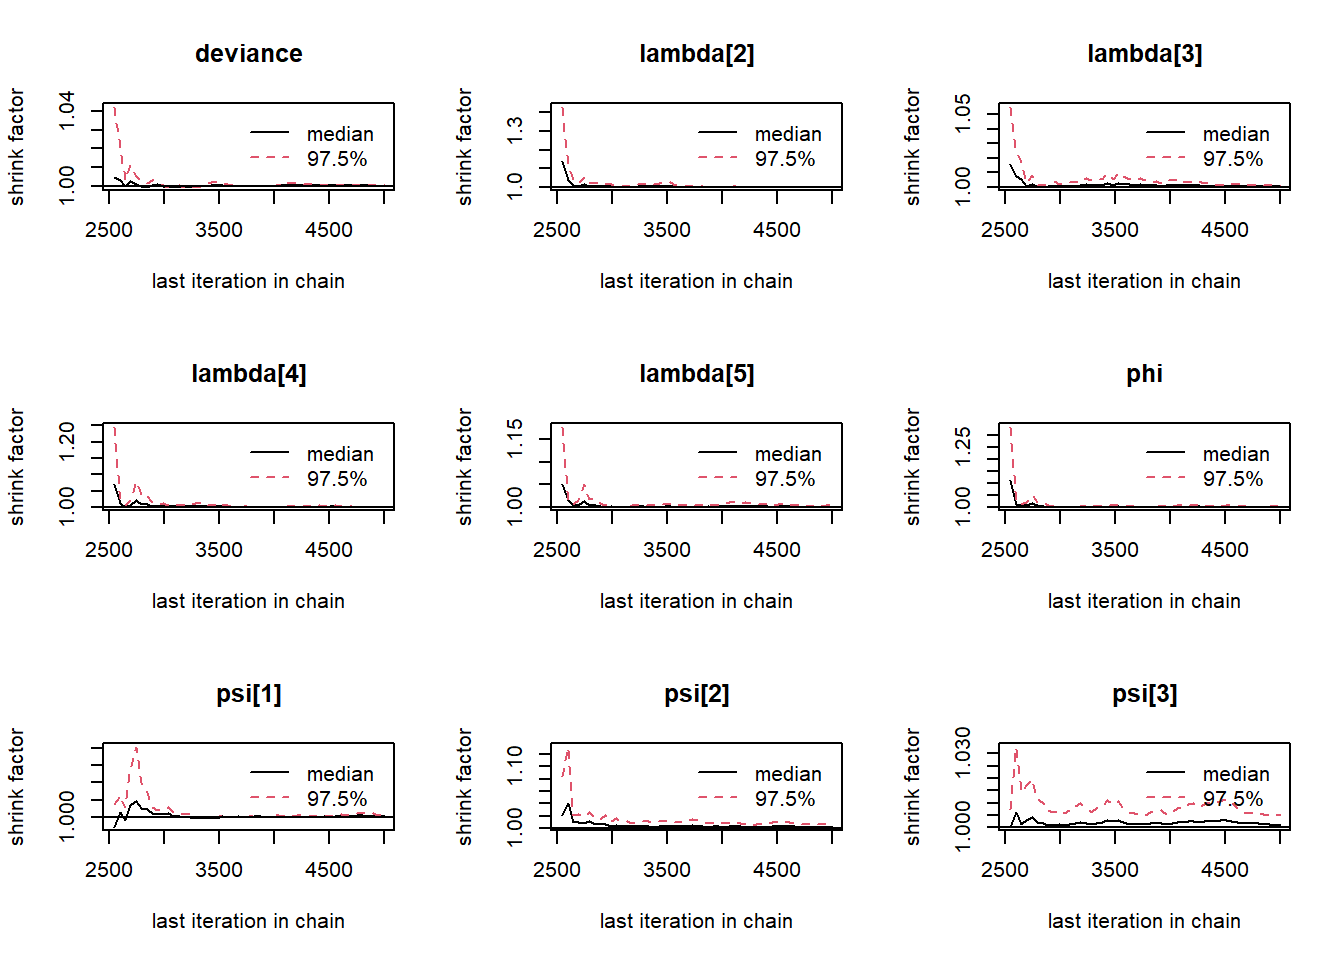 deviance
shrink factor
1.00 1.04
median
97.5%
2500 3500 4500
last iteration in chain
lambda[2]
shrink factor
1.0 1.3
median
97.5%
2500 3500 4500
last iteration in chain
lambda[3]
shrink factor
1.00 1.05
median
97.5%
2500 3500 4500
last iteration in chain
lambda[4]
shrink factor
1.00 1.20
median
97.5%
2500 3500 4500
last iteration in chain
lambda[5]
shrink factor
1.00 1.15
median
97.5%
2500 3500 4500
last iteration in chain
phi
shrink factor
1.00 1.25
median
97.5%
2500 3500 4500
last iteration in chain
psi[1]
shrink factor
1.000
median
97.5%
2500 3500 4500
last iteration in chain
psi[2]
shrink factor
1.00 1.10
median
97.5%
2500 3500 4500
last iteration in chain
psi[3]
shrink factor
1.000 1.030
median
97.5%
2500 3500 4500
last iteration in chain